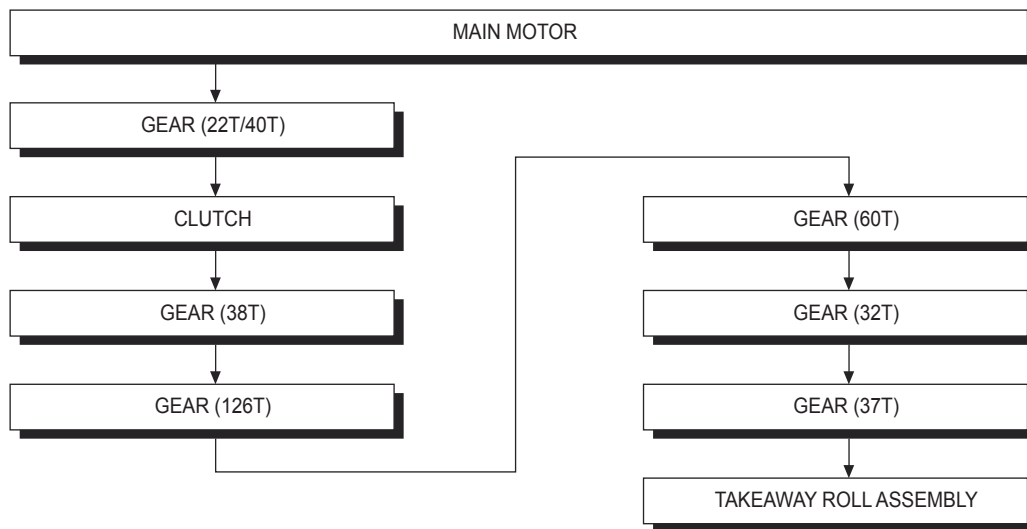 MAIN MOTOR
GEAR (22T/40T)
CLUTCH
GEAR (38T)
GEAR (126T)
GEAR (60T)
GEAR (32T)
GEAR (37T)
TAKEAWAY ROLL ASSEMBLY